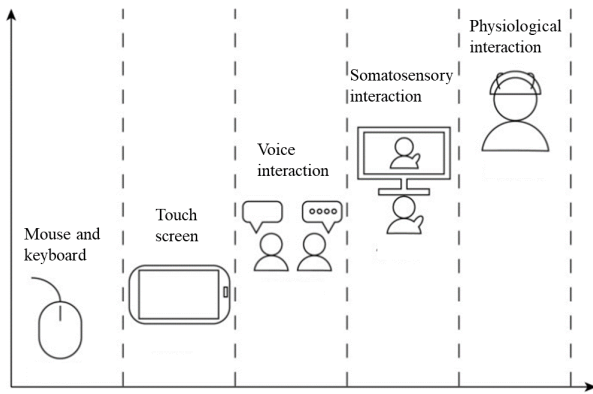 Mouse and
keyboard
Touch
screen
Voice
interaction
Somatosensory
interaction
Physiological
interaction